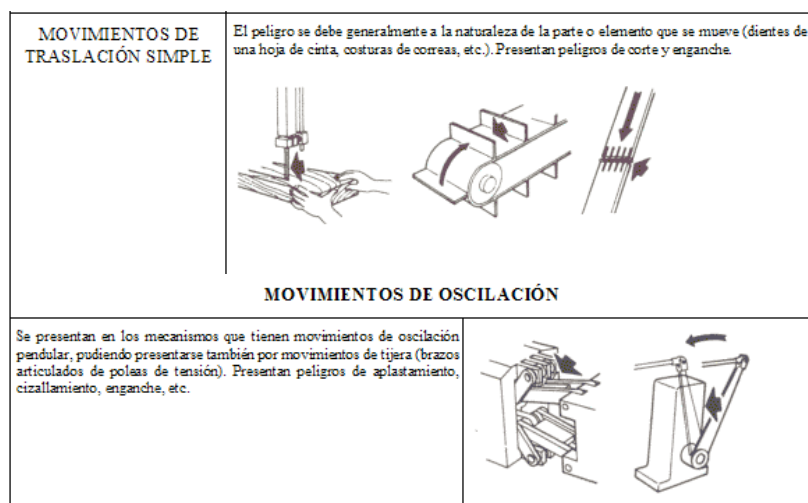 MOVIMIENTOS DE
TRASLACIÓN SIMPLE
El peligro se debe generalmente a la naturaleza de la parte o elemento que se mueve (dientes de
una hoja de cinta, costuras de correas, etc.). Presentan peligros de corte y enganche.
MOVIMIENTOS DE OSCILACIÓN
Se presentan en los mecanismos que tienen movimientos de oscilación
pendular, pudiendo presentarse también por movimientos de tijera (brazos
articulados de poleas de tensión). Presentan peligros de aplastamiento,
cizallamiento, enganche, etc.